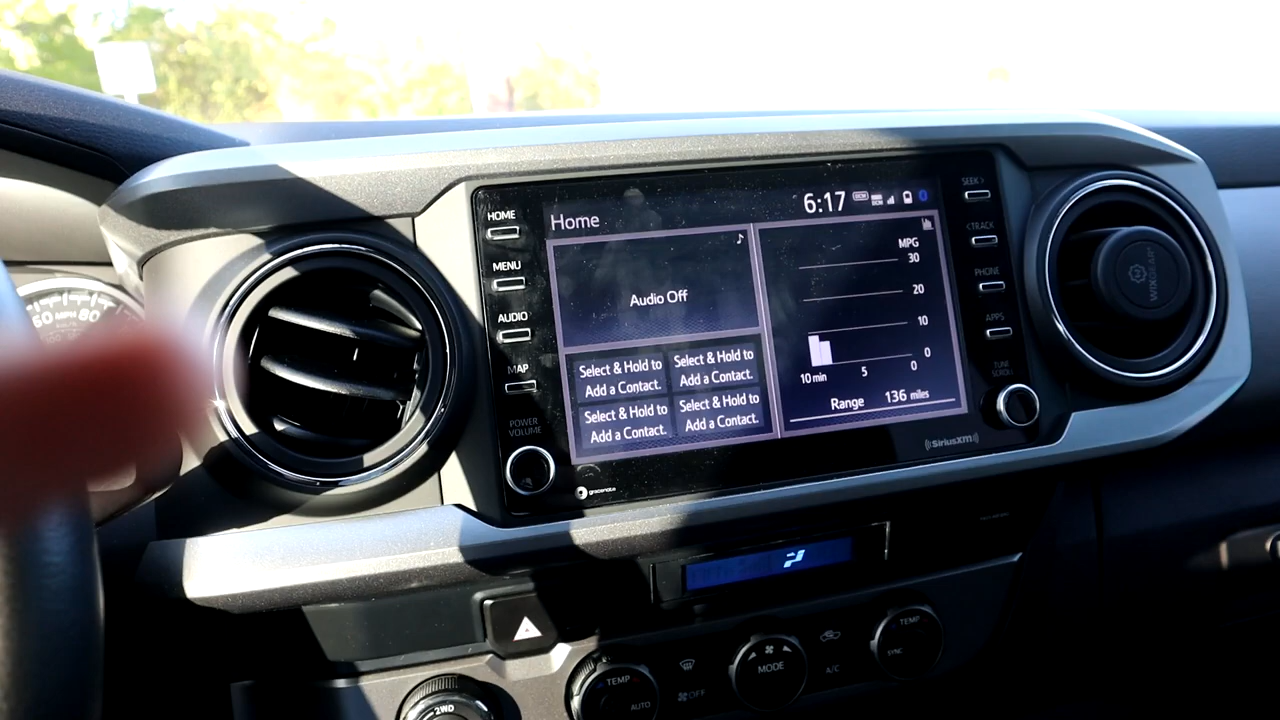 HOME
MENU
AUDIO
MAP
POWER
VOLUME
Home
6:17
DCM
Audio Off
Select & Hold to
Add a Contact.
Select & Hold to
Add a Contact.
Select & Hold to
Add a Contact.
Select & Hold to
Add a Contact.
MPG
30
20
10
0
10 min
5
0
Range 136 miles
SEEK>
<TRACK
PHONE
APPS
TUNE
SCROLL
gracenote
SiriusXM
WIXGEAR
60 MPH 80
2WD
TEMP
AUTO
OFF
MODE
A/C
TEMP
SYNC